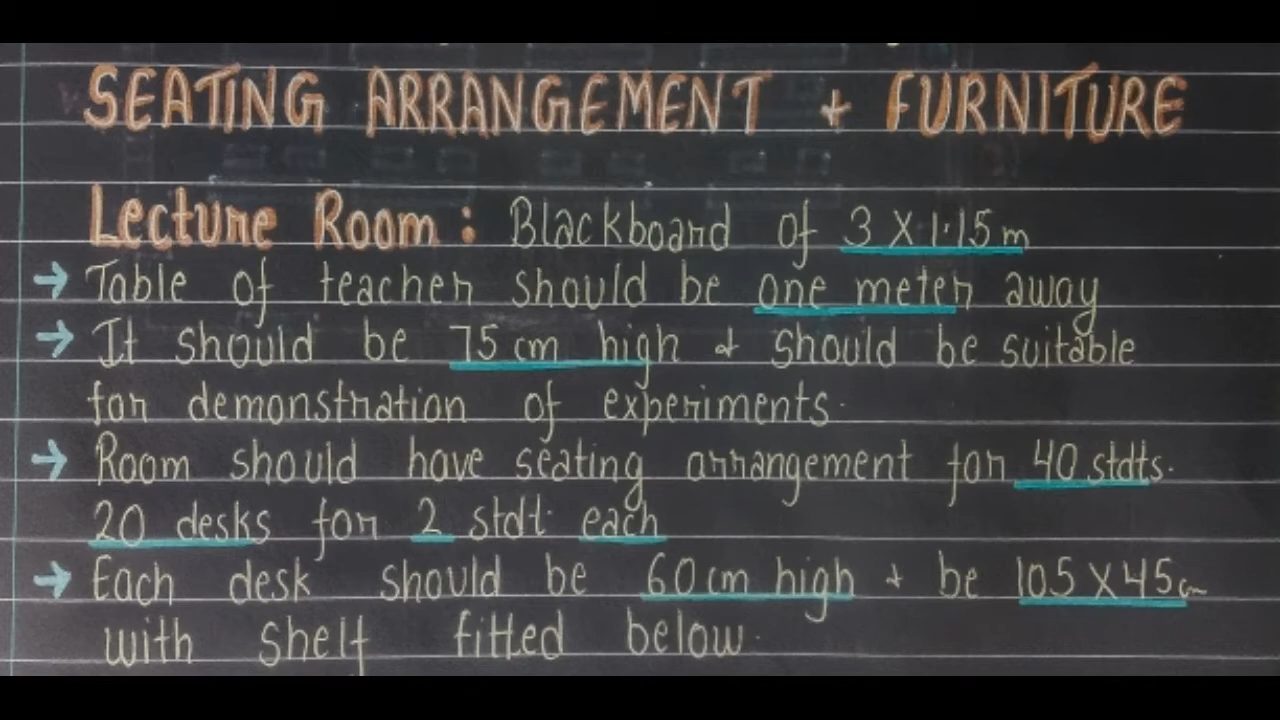 SEATING ARRANGEMENT & FURNITURE
Lecture Room: Blackboard of 3 X 1.15 m
→ Table of teacher should be one meter away
→ It should be 75 cm high & should be suitable
for demonstration of experiments.
→ Room should have seating arrangement for 40 stdts.
20 desks for 2 stdt. each
→ Each desk should be 60 cm high & be 105 X 45 cm
with shelf fitted below.